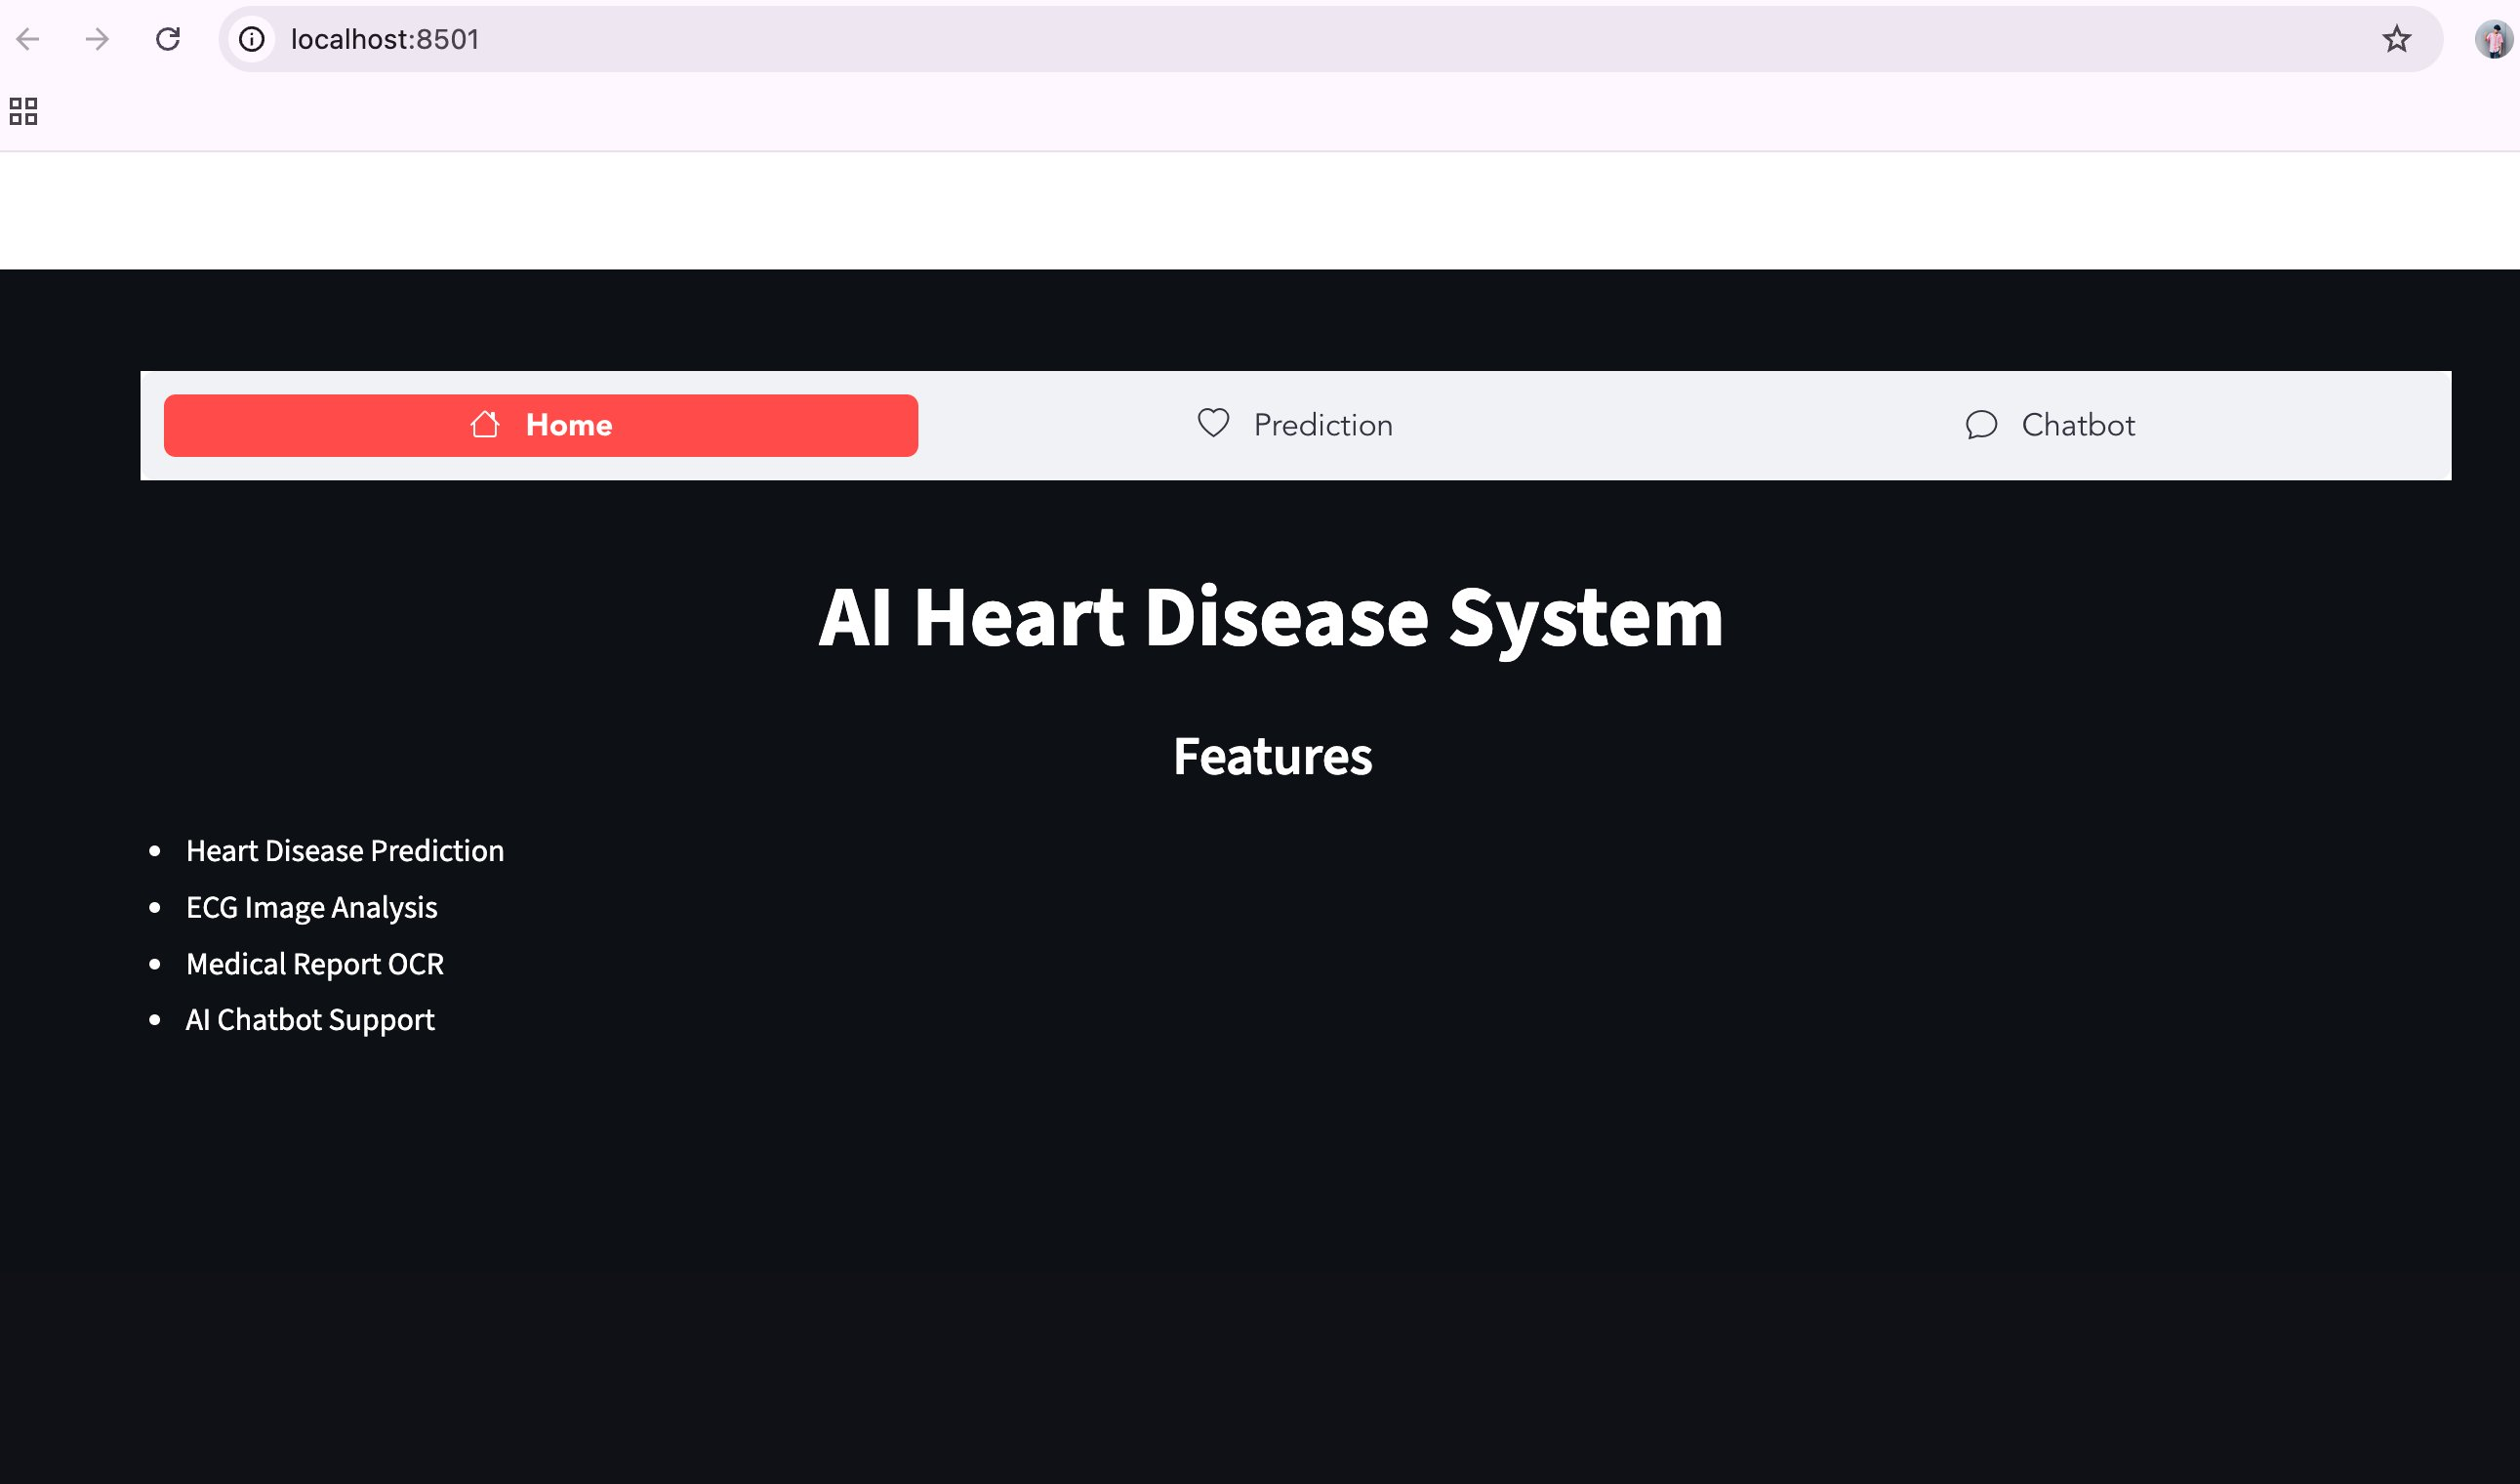 localhost:8501
Home Prediction Chatbot
AI Heart Disease System
Features
Heart Disease Prediction
ECG Image Analysis
Medical Report OCR
AI Chatbot Support